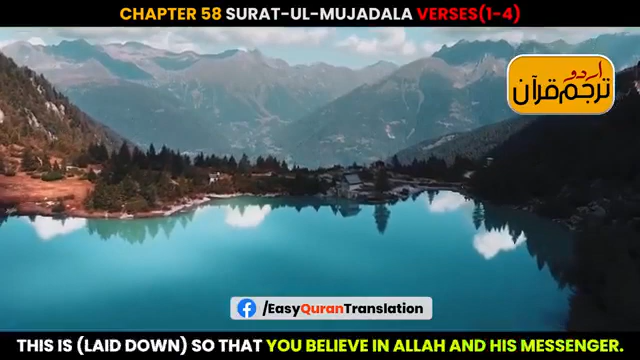 CHAPTER 58 SURAT-UL-MUJADALA VERSES(1-4)
اردو
ترجم قرآن
/EasyQuranTranslation
THIS IS (LAID DOWN) SO THAT YOU BELIEVE IN ALLAH AND HIS MESSENGER.